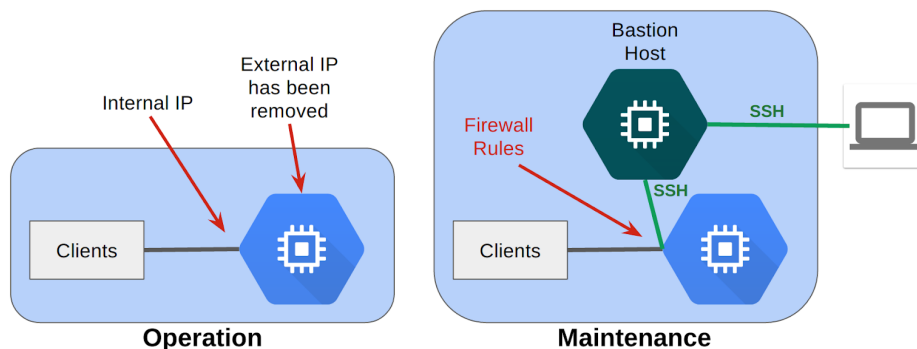 Internal IP
External IP
has been
removed
Clients
Operation
Bastion
Host
SSH
Firewall
Rules
SSH
Clients
Maintenance